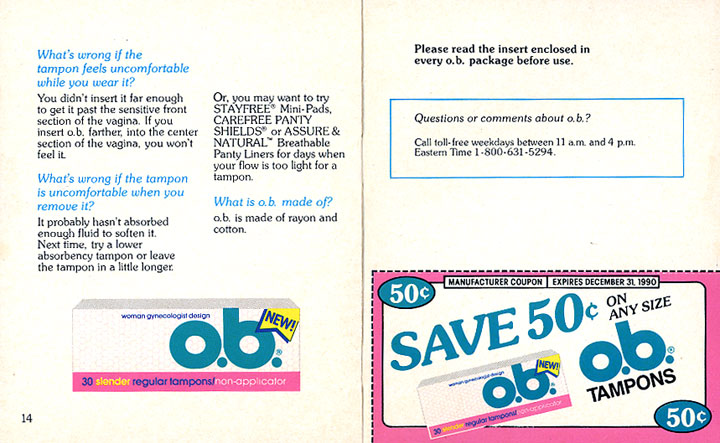 What's wrong if the
tampon feels uncomfortable
while you wear it?
You didn't insert it far enough
to get it past the sensitive front
section of the vagina. If you
insert o.b. farther, into the center
section of the vagina, you won't
feel it.
What's wrong if the tampon
is uncomfortable when you
remove it?
It probably hasn't absorbed
enough fluid to soften it.
Next time, try a lower
absorbency tampon or leave
the tampon in a little longer.
Or, you may want to try
STAYFREE® Mini-Pads,
CAREFREE PANTY
SHIELDS® or ASSURE &
NATURAL™ Breathable
Panty Liners for days when
your flow is too light for a
tampon.
What is o.b. made of?
o.b. is made of rayon and
cotton.
woman gynecologist design
NEW!
o.b.®
30 slender regular tampons/non-applicator
14
Please read the insert enclosed in
every o.b. package before use.
Questions or comments about o.b.?
Call toll-free weekdays between 11 a.m. and 4 p.m.
Eastern Time 1-800-631-5294.
MANUFACTURER COUPON EXPIRES DECEMBER 31, 1990
50¢
SAVE 50¢ ON
ANY SIZE
o.b.®
TAMPONS
woman gynecologist design
NEW!
o.b.®
30 slender regular tampons/non-applicator
50¢